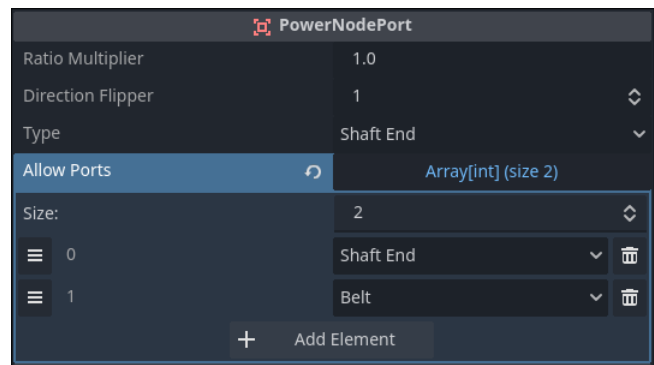 PowerNodePort
Ratio Multiplier 1.0
Direction Flipper 1
Type Shaft End
Allow Ports Array[int] (size 2)
Size: 2
0 Shaft End
1 Belt
+ Add Element